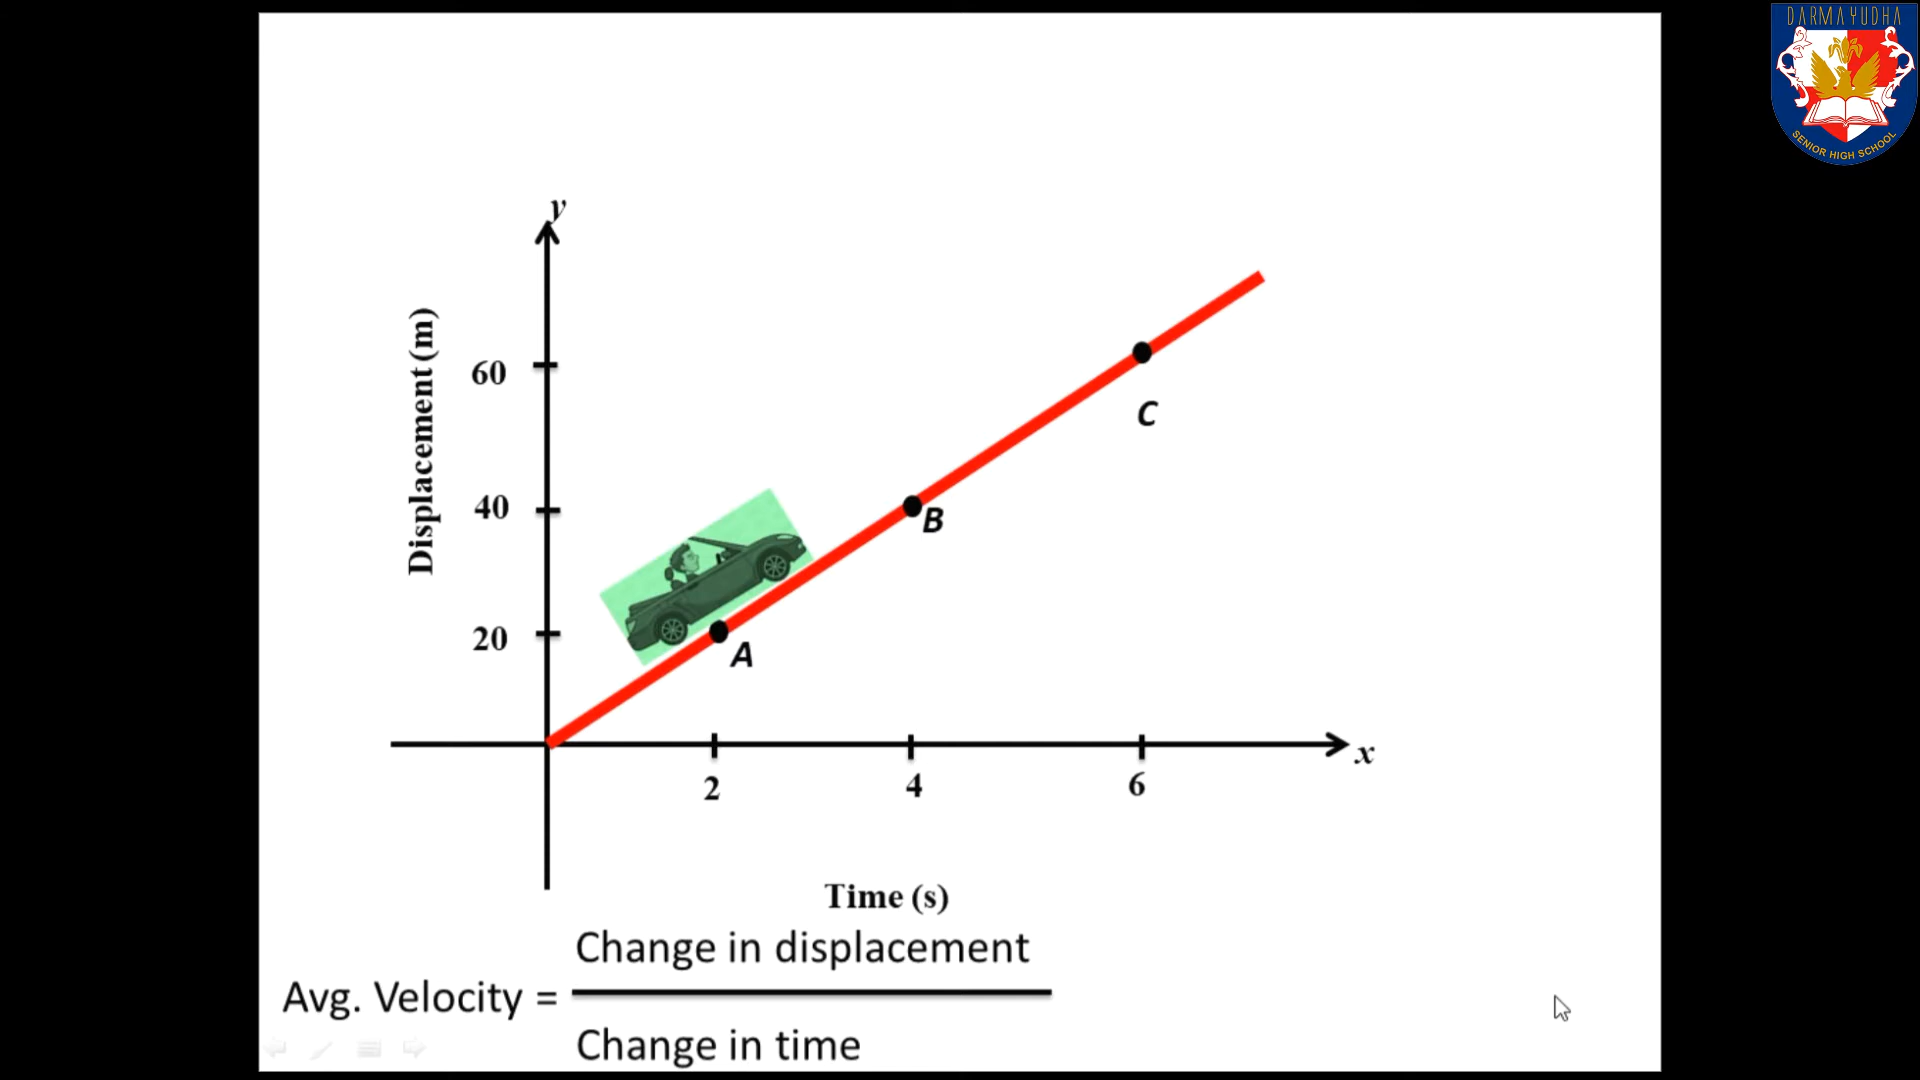 DARMA YUDHA
SENIOR HIGH SCHOOL
y
Displacement (m)
60
40
20
C
B
A
x
2
4
6
Time (s)
Avg. Velocity =
Change in displacement
Change in time